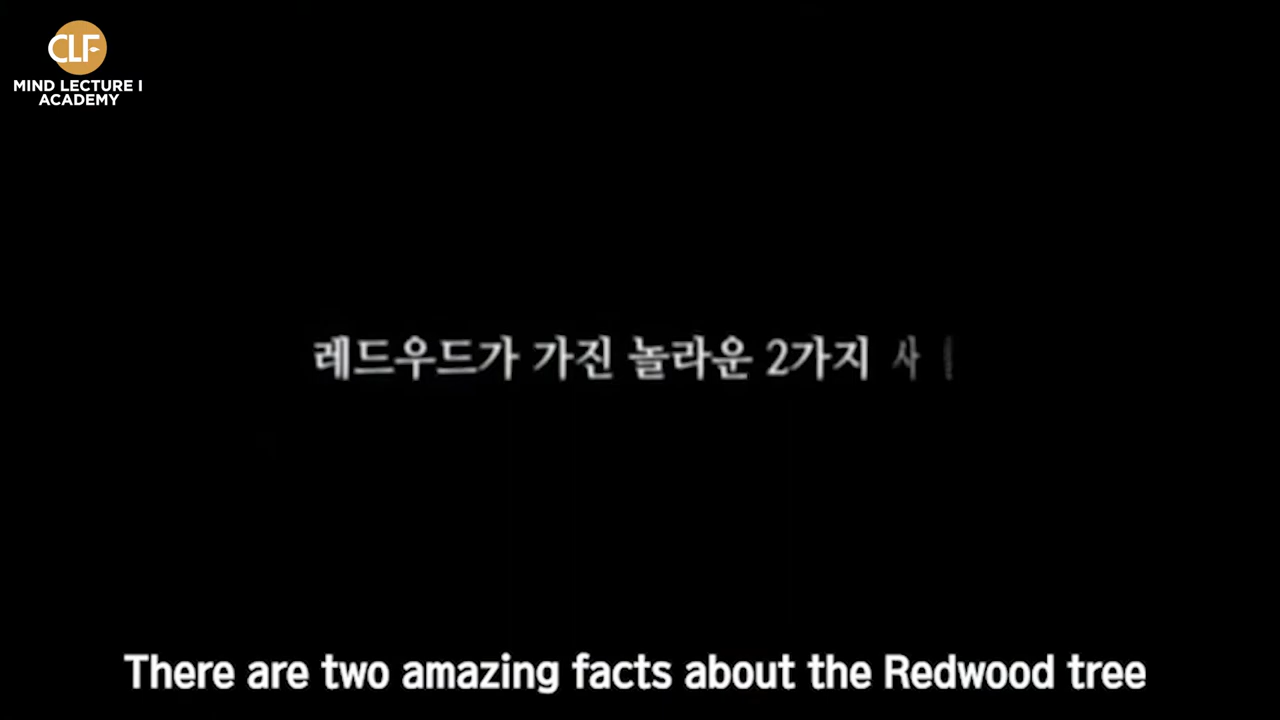 CLF
MIND LECTURE I
ACADEMY
레드우드가 가진 놀라운 2가지 사
There are two amazing facts about the Redwood tree